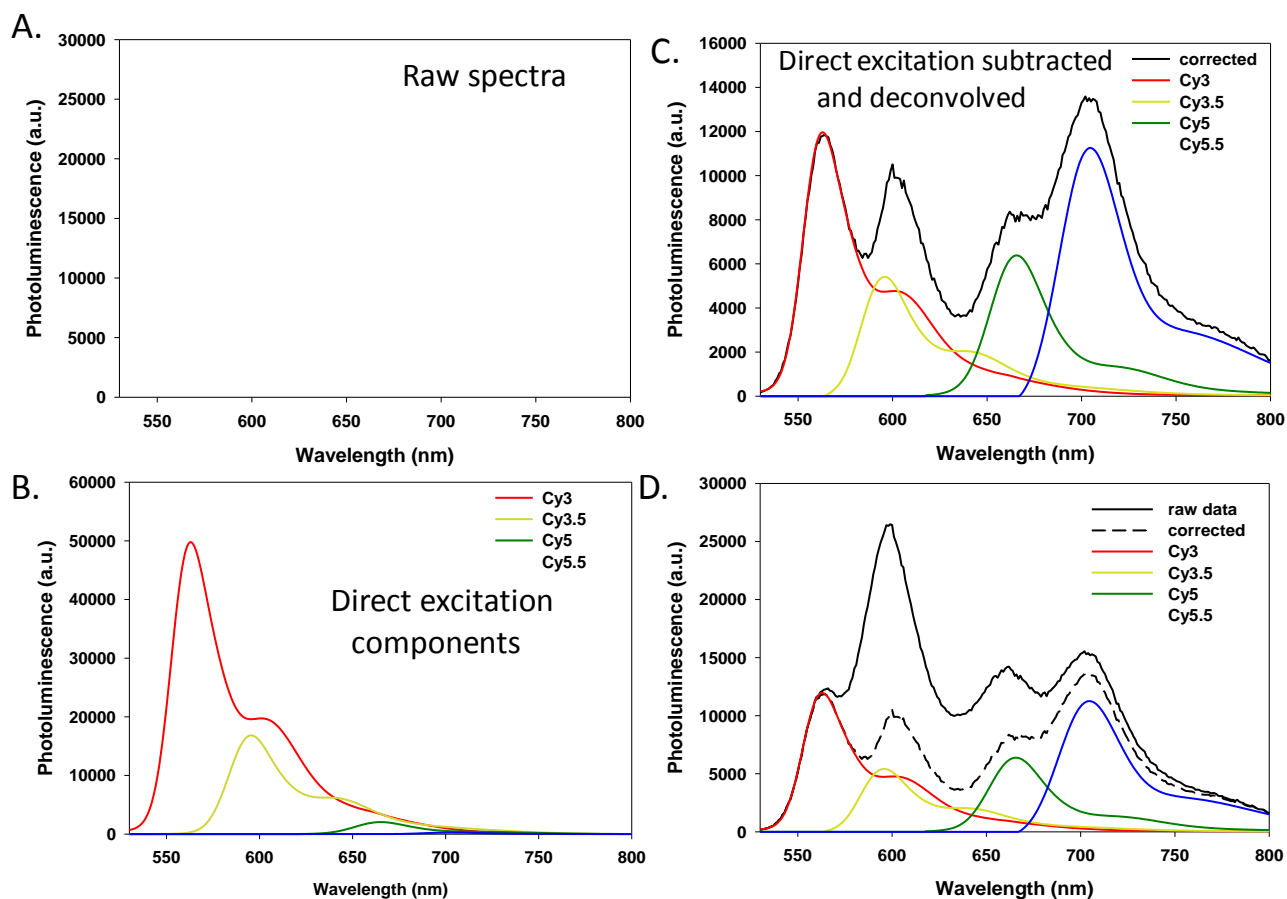 A.
30000
25000
20000
15000
10000
5000
0
Photoluminescence (a.u.)
Raw spectra
550 600 650 700 750 800
Wavelength (nm)
B.
60000
50000
40000
30000
20000
10000
0
Photoluminescence (a.u.)
Cy3
Cy3.5
Cy5
Cy5.5
Direct excitation
components
550 600 650 700 750 800
Wavelength (nm)
C.
16000
14000
12000
10000
8000
6000
4000
2000
0
Photoluminescence (a.u.)
Direct excitation subtracted
and deconvolved
corrected
Cy3
Cy3.5
Cy5
Cy5.5
550 600 650 700 750 800
Wavelength (nm)
D.
30000
25000
20000
15000
10000
5000
0
Photoluminescence (a.u.)
raw data
corrected
Cy3
Cy3.5
Cy5
Cy5.5
550 600 650 700 750 800
Wavelength (nm)